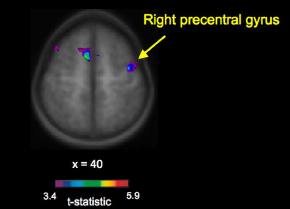 Right precentral gyrus
x = 40
3.4 5.9
t-statistic